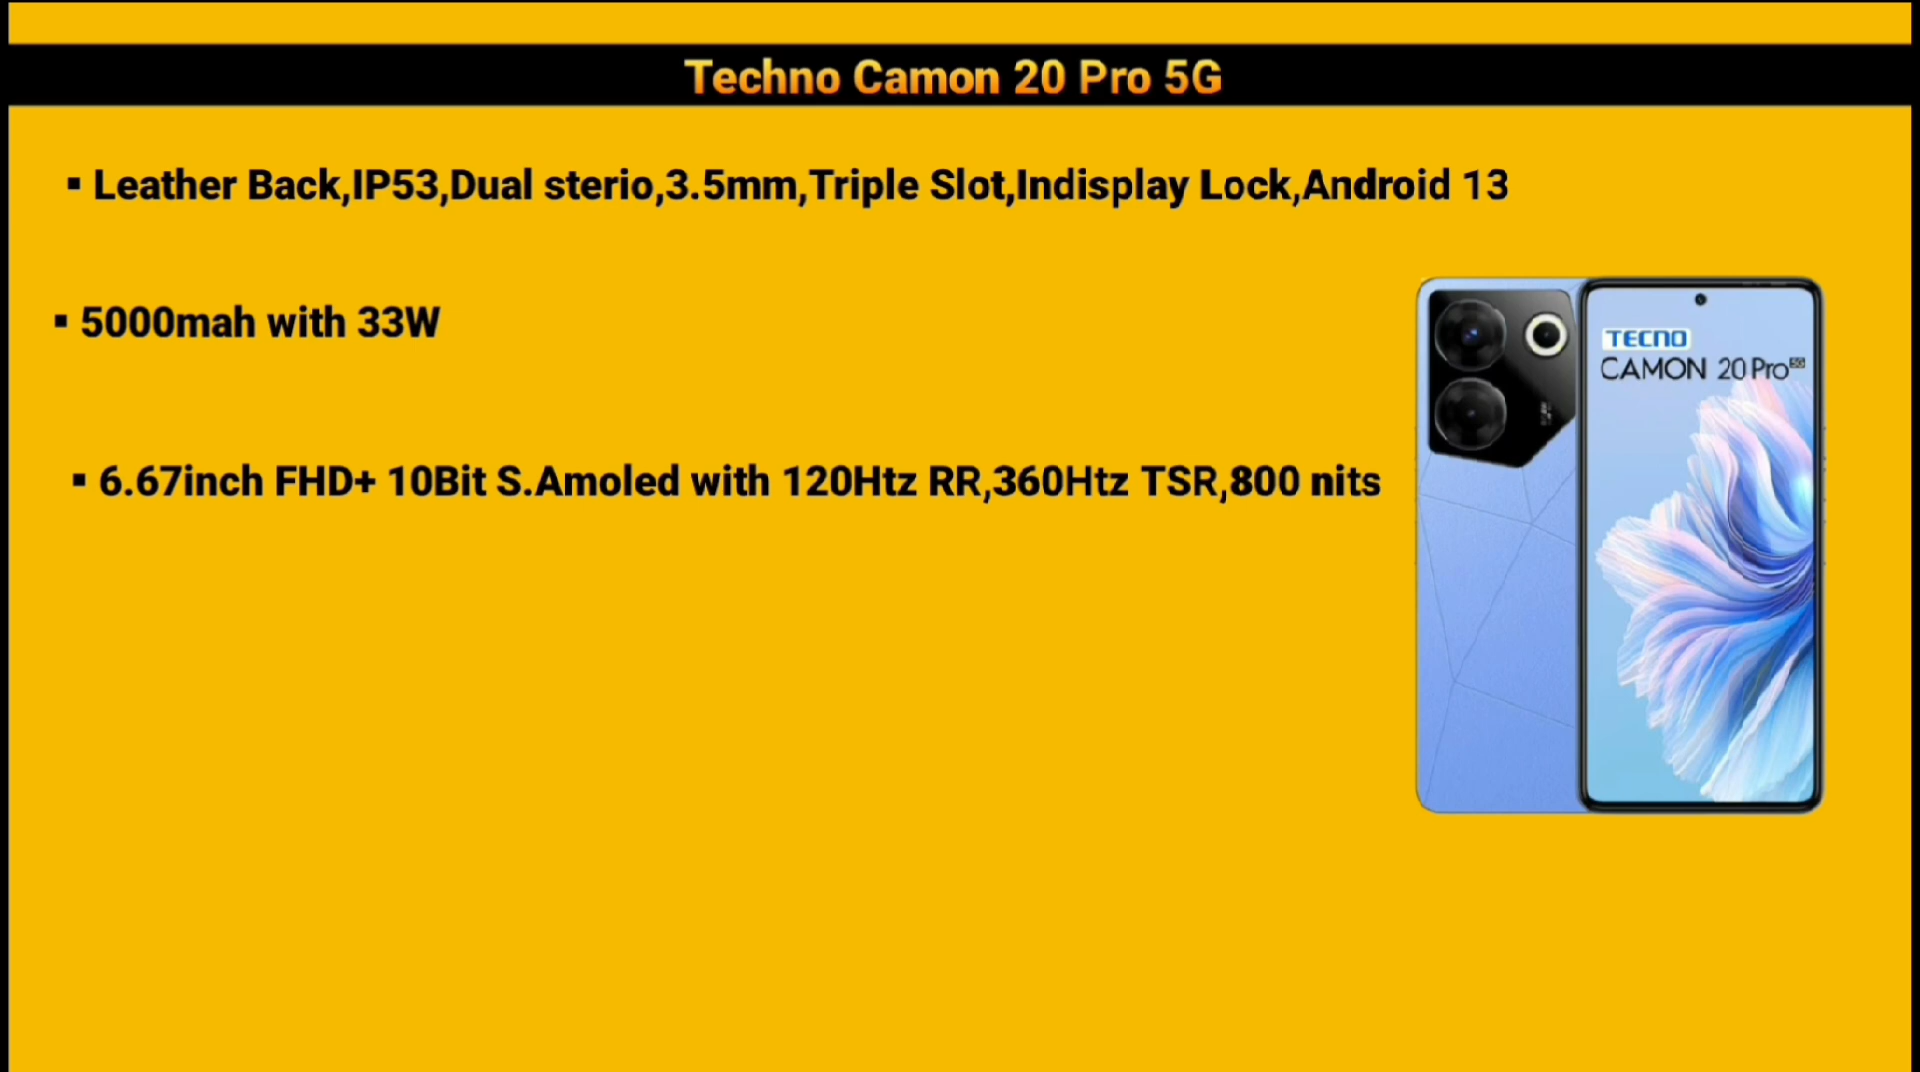 Techno Camon 20 Pro 5G
▪ Leather Back,IP53,Dual sterio,3.5mm,Triple Slot,Indisplay Lock,Android 13
▪ 5000mah with 33W
TECNO
CAMON 20 Pro 5G
▪ 6.67inch FHD+ 10Bit S.Amoled with 120Htz RR,360Htz TSR,800 nits